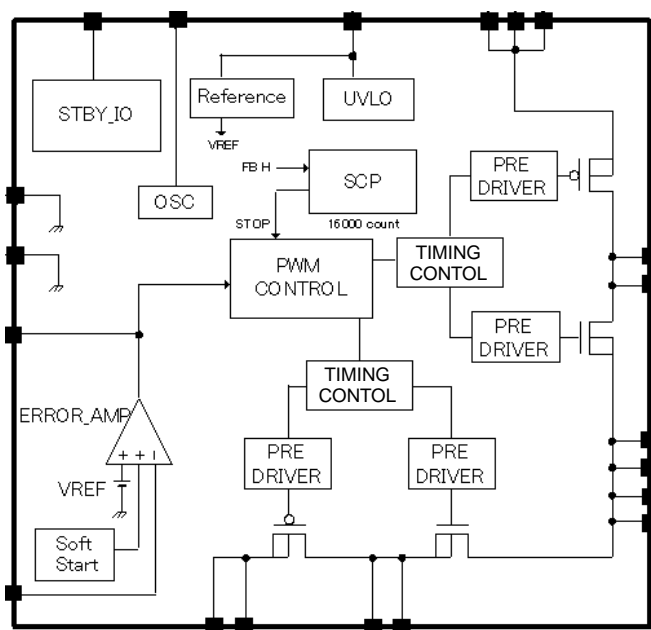 STBY_IO
Reference
UVLO
VREF
OSC
FB H
SCP
STOP
16000 count
PRE
DRIVER
PWM
CONTROL
TIMING
CONTOL
PRE
DRIVER
TIMING
CONTOL
ERROR_AMP
+ + −
VREF
PRE
DRIVER
PRE
DRIVER
Soft
Start